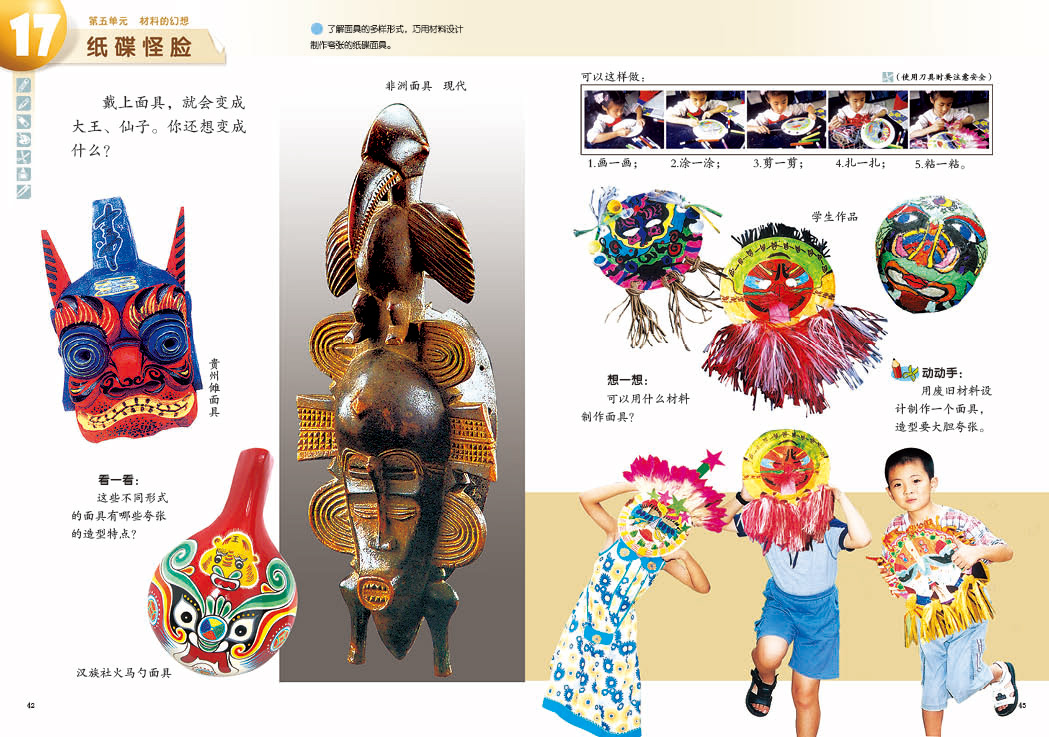 17
第五单元 材料的幻想
纸碟怪脸
了解面具的多样形式，巧用材料设计
制作夸张的纸碟面具。
戴上面具，就会变成
大王、仙子。你还想变成
什么？
贵州傩面具
看一看：
这些不同形式
的面具有哪些夸张
的造型特点？
汉族社火马勺面具
42
非洲面具 现代
可以这样做：
（使用刀具时要注意安全）
1.画一画；
2.涂一涂；
3.剪一剪；
4.扎一扎；
5.粘一粘。
学生作品
想一想：
可以用什么材料
制作面具？
动动手：
用废旧材料设
计制作一个面具，
造型要大胆夸张。
43